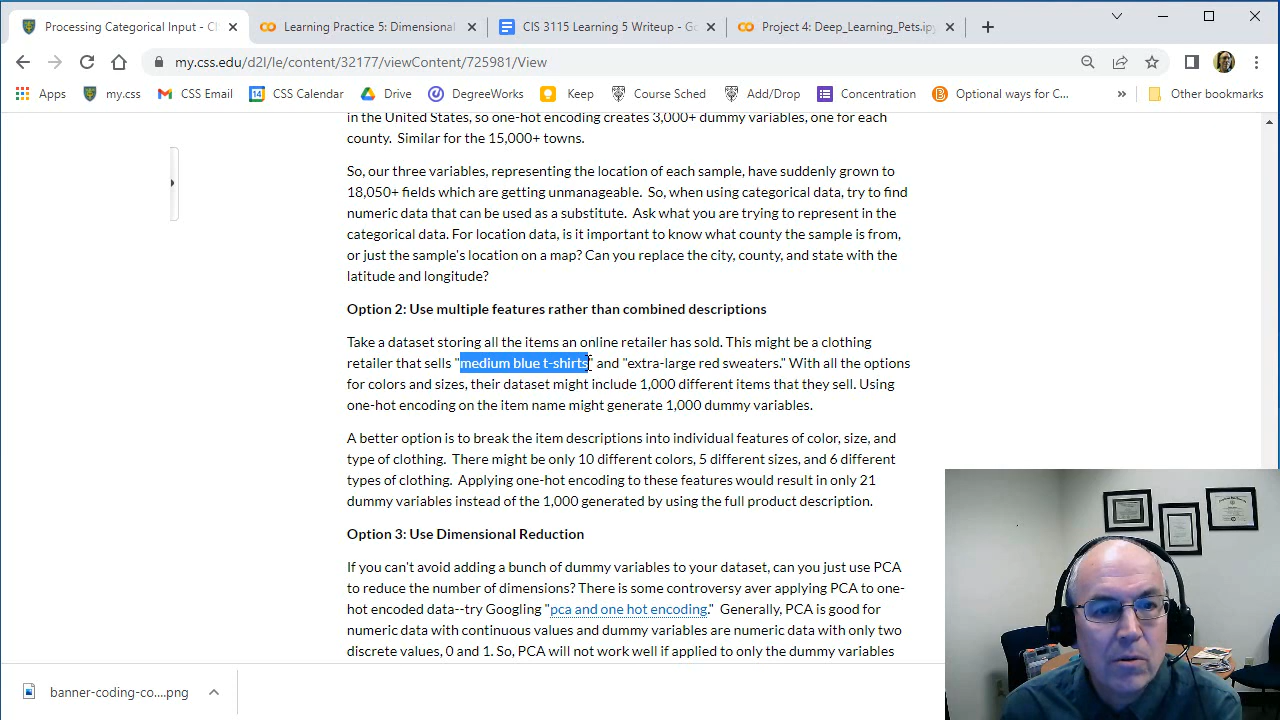 Processing Categorical Input - C
Learning Practice 5: Dimensional
CIS 3115 Learning 5 Writeup - Go
Project 4: Deep_Learning_Pets.ipy
my.css.edu/d2l/le/content/32177/viewContent/725981/View
Apps
my.css
CSS Email
14
CSS Calendar
Drive
DegreeWorks
Keep
Course Sched
Add/Drop
Concentration
Optional ways for C...
»
Other bookmarks
in the United States, so one-hot encoding creates 3,000+ dummy variables, one for each
county. Similar for the 15,000+ towns.
So, our three variables, representing the location of each sample, have suddenly grown to
18,050+ fields which are getting unmanageable. So, when using categorical data, try to find
numeric data that can be used as a substitute. Ask what you are trying to represent in the
categorical data. For location data, is it important to know what county the sample is from,
or just the sample's location on a map? Can you replace the city, county, and state with the
latitude and longitude?
Option 2: Use multiple features rather than combined descriptions
Take a dataset storing all the items an online retailer has sold. This might be a clothing
retailer that sells "medium blue t-shirts" and "extra-large red sweaters." With all the options
for colors and sizes, their dataset might include 1,000 different items that they sell. Using
one-hot encoding on the item name might generate 1,000 dummy variables.
A better option is to break the item descriptions into individual features of color, size, and
type of clothing. There might be only 10 different colors, 5 different sizes, and 6 different
types of clothing. Applying one-hot encoding to these features would result in only 21
dummy variables instead of the 1,000 generated by using the full product description.
Option 3: Use Dimensional Reduction
If you can't avoid adding a bunch of dummy variables to your dataset, can you just use PCA
to reduce the number of dimensions? There is some controversy aver applying PCA to one-
hot encoded data--try Googling "pca and one hot encoding." Generally, PCA is good for
numeric data with continuous values and dummy variables are numeric data with only two
discrete values, 0 and 1. So, PCA will not work well if applied to only the dummy variables
banner-coding-co....png